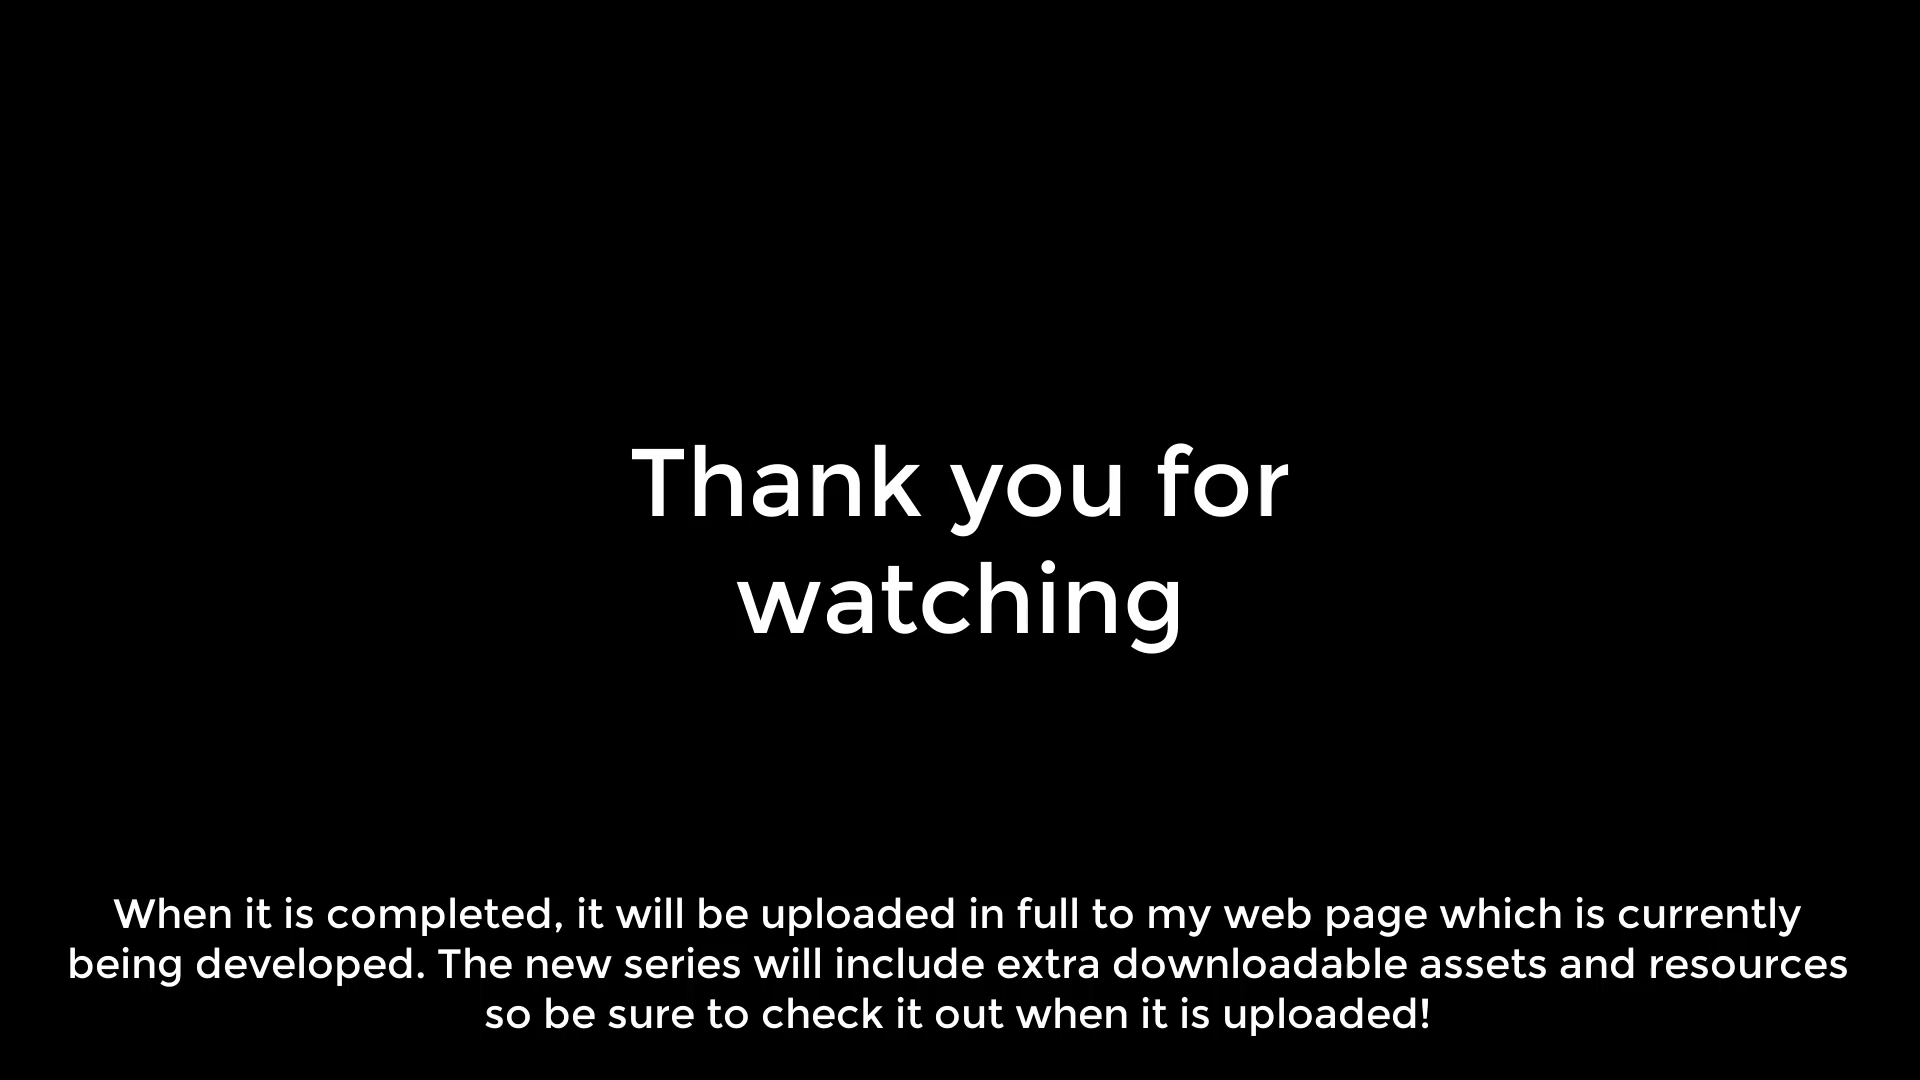 Thank you for
watching
When it is completed, it will be uploaded in full to my web page which is currently
being developed. The new series will include extra downloadable assets and resources
so be sure to check it out when it is uploaded!